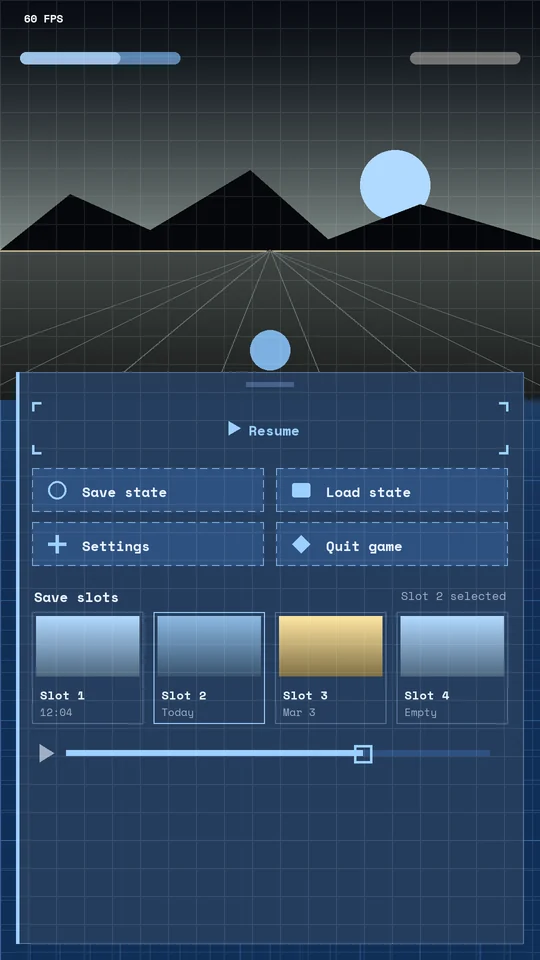 60 FPS
Resume
Save state
Load state
Settings
Quit game
Save slots
Slot 2 selected
Slot 1
12:04
Slot 2
Today
Slot 3
Mar 3
Slot 4
Empty